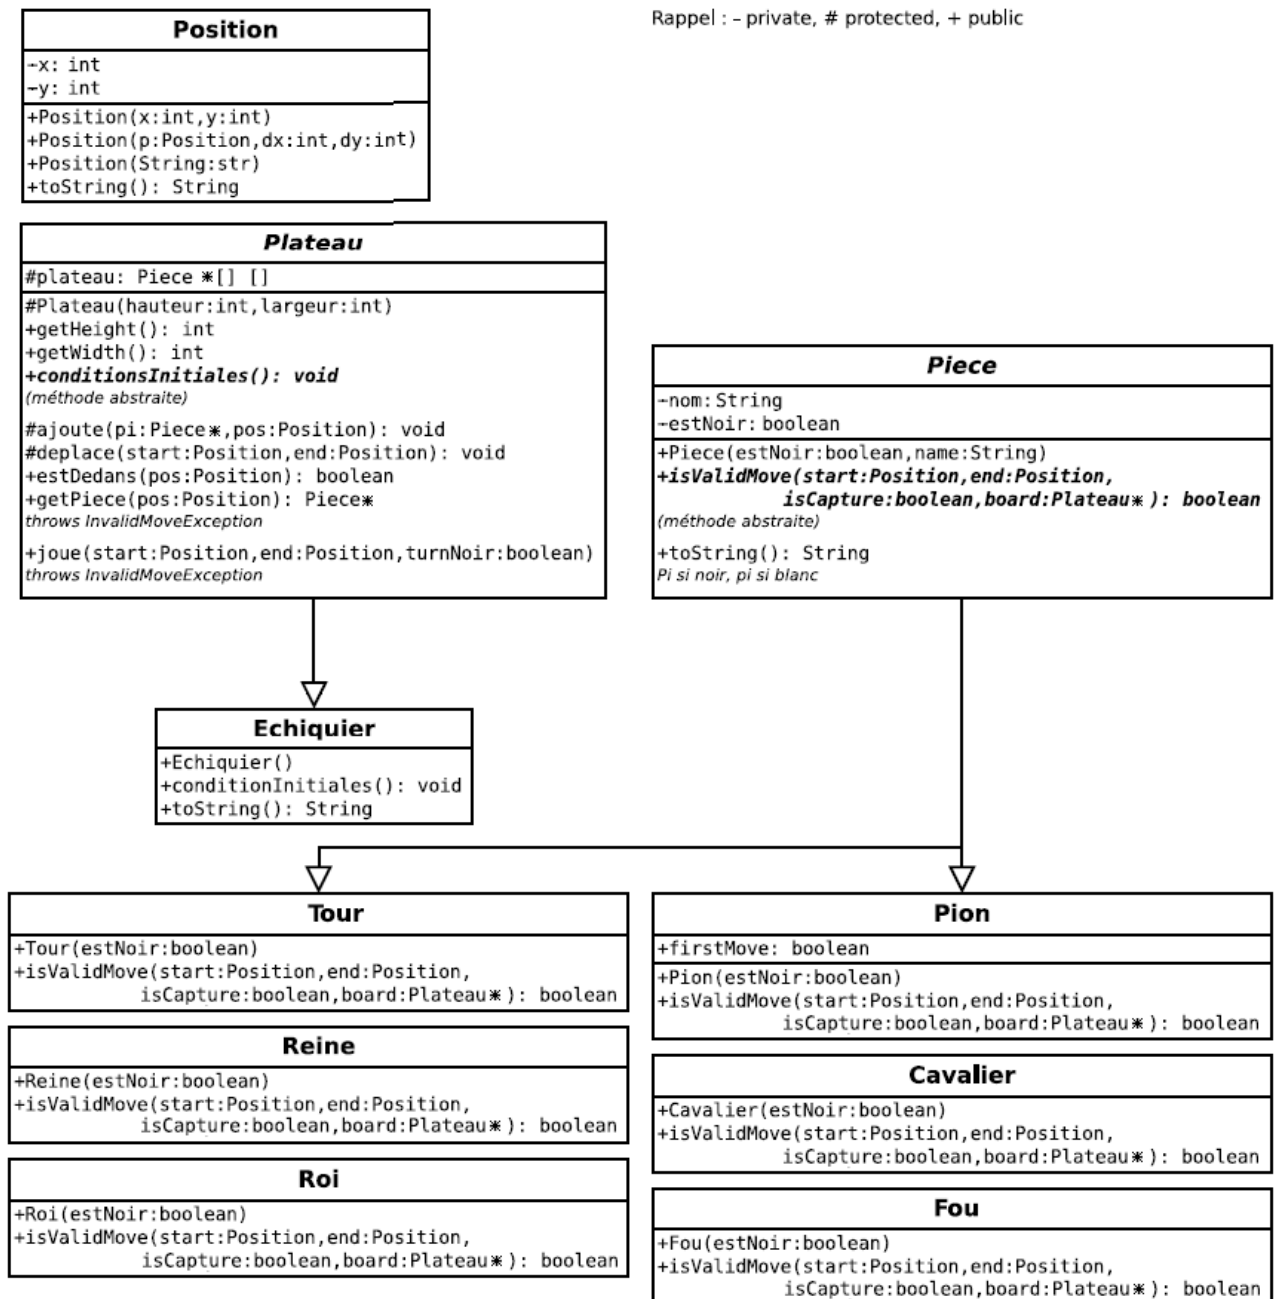 Rappel : – private, # protected, + public
Position
-x: int
-y: int
+Position(x:int,y:int)
+Position(p:Position,dx:int,dy:int)
+Position(String:str)
+toString(): String
Plateau
#plateau: Piece *[] []
#Plateau(hauteur:int,largeur:int)
+getHeight(): int
+getWidth(): int
+conditionsInitiales(): void
(méthode abstraite)
#ajoute(pi:Piece*,pos:Position): void
#deplace(start:Position,end:Position): void
+estDedans(pos:Position): boolean
+getPiece(pos:Position): Piece*
throws InvalidMoveException
+joue(start:Position,end:Position,turnNoir:boolean)
throws InvalidMoveException
Piece
-nom: String
-estNoir: boolean
+Piece(estNoir:boolean,name:String)
+isValidMove(start:Position,end:Position,
isCapture:boolean,board:Plateau* ): boolean
(méthode abstraite)
+toString(): String
Pi si noir, pi si blanc
Echiquier
+Echiquier()
+conditionInitiales(): void
+toString(): String
Tour
+Tour(estNoir:boolean)
+isValidMove(start:Position,end:Position,
isCapture:boolean,board:Plateau* ): boolean
Reine
+Reine(estNoir:boolean)
+isValidMove(start:Position,end:Position,
isCapture:boolean,board:Plateau* ): boolean
Roi
+Roi(estNoir:boolean)
+isValidMove(start:Position,end:Position,
isCapture:boolean,board:Plateau* ): boolean
Pion
+firstMove: boolean
+Pion(estNoir:boolean)
+isValidMove(start:Position,end:Position,
isCapture:boolean,board:Plateau* ): boolean
Cavalier
+Cavalier(estNoir:boolean)
+isValidMove(start:Position,end:Position,
isCapture:boolean,board:Plateau* ): boolean
Fou
+Fou(estNoir:boolean)
+isValidMove(start:Position,end:Position,
isCapture:boolean,board:Plateau* ): boolean